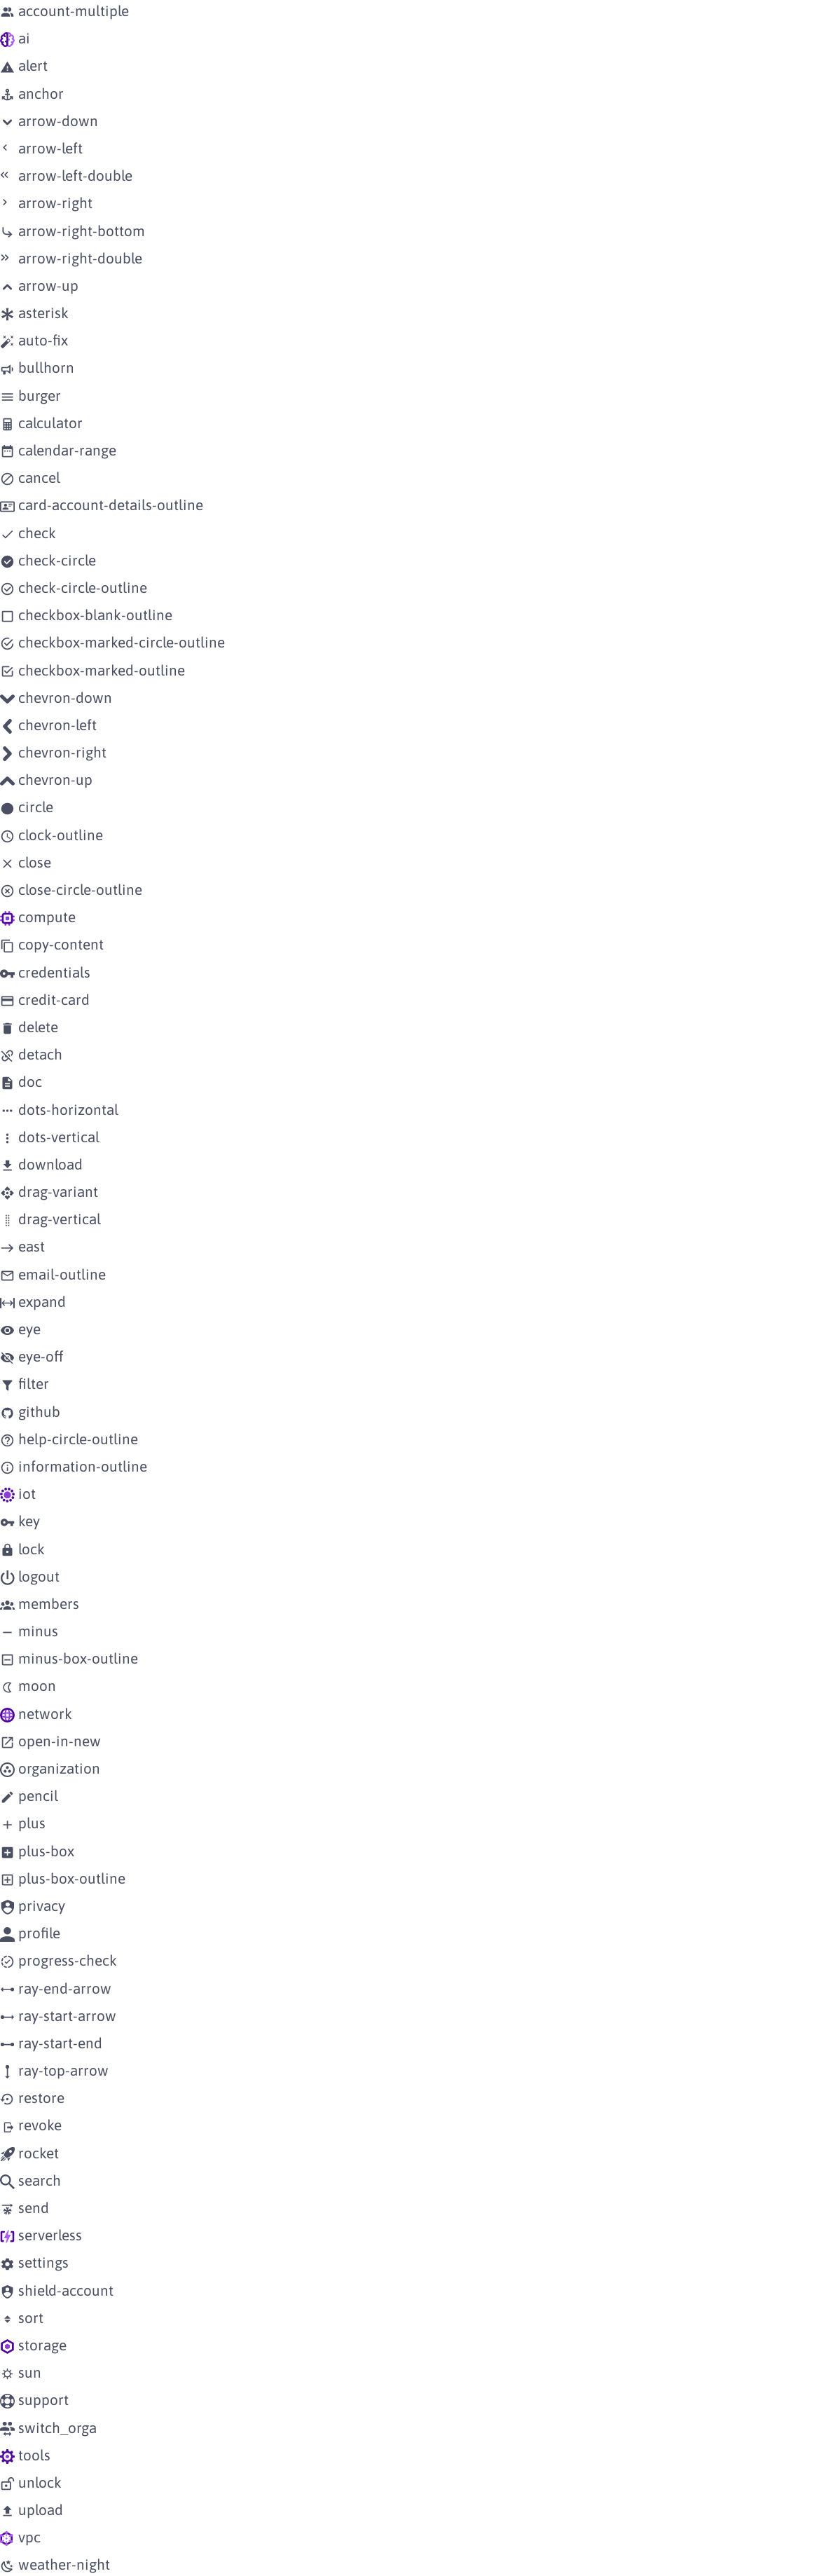 account-multiple
ai
alert
anchor
arrow-down
arrow-left
arrow-left-double
arrow-right
arrow-right-bottom
arrow-right-double
arrow-up
asterisk
auto-fix
bullhorn
burger
calculator
calendar-range
cancel
card-account-details-outline
check
check-circle
check-circle-outline
checkbox-blank-outline
checkbox-marked-circle-outline
checkbox-marked-outline
chevron-down
chevron-left
chevron-right
chevron-up
circle
clock-outline
close
close-circle-outline
compute
copy-content
credentials
credit-card
delete
detach
doc
dots-horizontal
dots-vertical
download
drag-variant
drag-vertical
east
email-outline
expand
eye
eye-off
filter
github
help-circle-outline
information-outline
iot
key
lock
logout
members
minus
minus-box-outline
moon
network
open-in-new
organization
pencil
plus
plus-box
plus-box-outline
privacy
profile
progress-check
ray-end-arrow
ray-start-arrow
ray-start-end
ray-top-arrow
restore
revoke
rocket
search
send
serverless
settings
shield-account
sort
storage
sun
support
switch_orga
tools
unlock
upload
vpc
weather-night